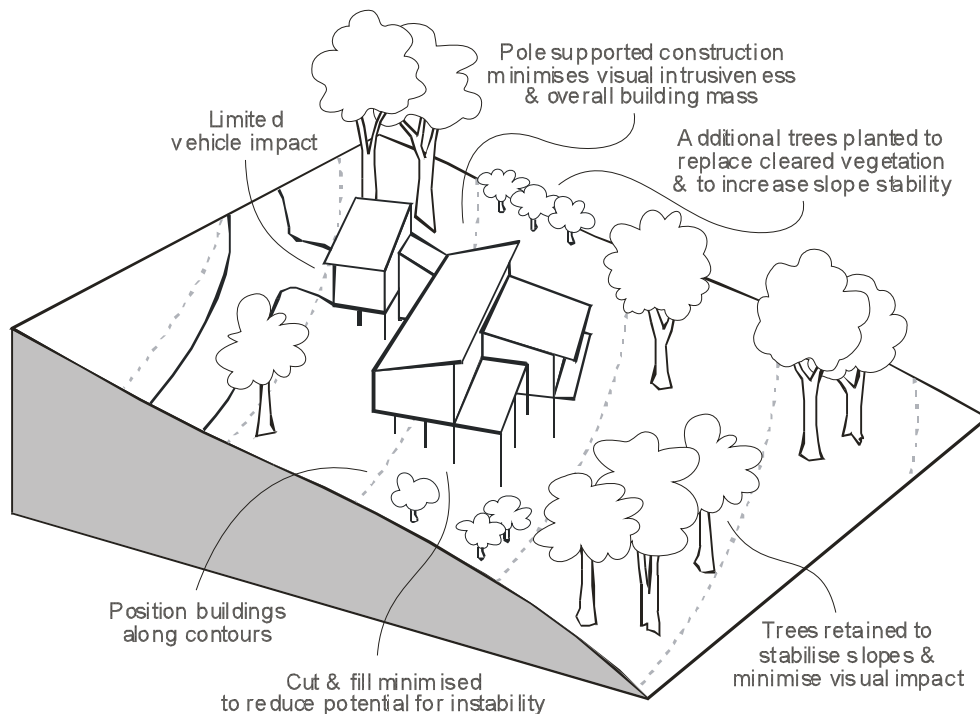 Pole supported construction
minimises visual intrusiveness
& overall building mass
Limited
vehicle impact
Additional trees planted to
replace cleared vegetation
& to increase slope stability
Position buildings
along contours
Cut & fill minimised
to reduce potential for instability
Trees retained to
stabilise slopes &
minimise visual impact